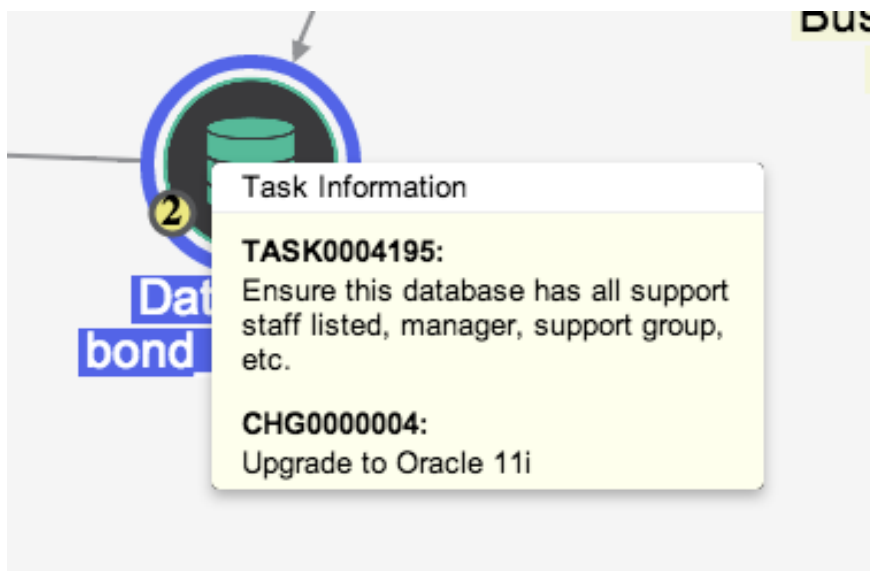 Bus
2
Task Information
TASK0004195:
Ensure this database has all support
staff listed, manager, support group,
etc.
Dat
bond_
CHG0000004:
Upgrade to Oracle 11i